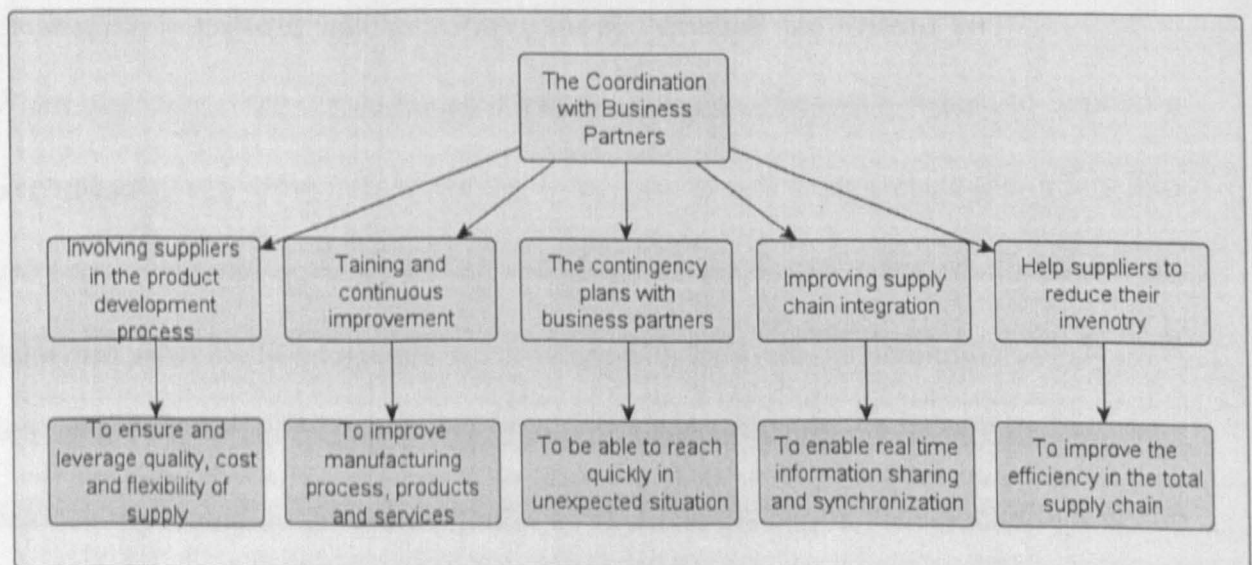 The Coordination
with Business
Partners
Involving suppliers
in the product
development
process
Taining and
continuous
improvement
The contingency
plans with
business partners
Improving supply
chain integration
Help suppliers to
reduce their
invenotry
To ensure and
leverage quality, cost
and flexibility of
supply
To improve
manufacturing
process, products
and services
To be able to reach
quickly in
unexpected situation
To enable real time
information sharing
and synchronization
To improve the
efficiency in the total
supply chain